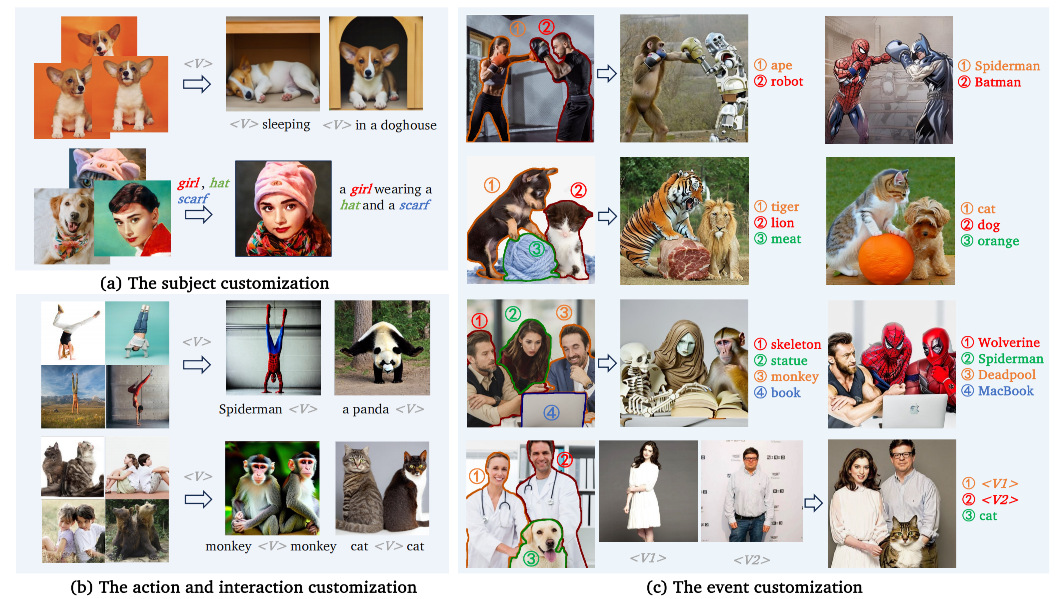 <V>
<V> sleeping
<V> in a doghouse
girl , hat
scarf
a girl wearing a
hat and a scarf
(a) The subject customization
<V>
Spiderman <V>
a panda <V>
<V>
monkey <V> monkey
cat <V> cat
(b) The action and interaction customization
①
②
① ape
② robot
① Spiderman
② Batman
①
②
③
① tiger
② lion
③ meat
① cat
② dog
③ orange
①
②
③
④
① skeleton
② statue
③ monkey
④ book
① Wolverine
② Spiderman
③ Deadpool
④ MacBook
①
②
③
<V1>
<V2>
① <V1>
② <V2>
③ cat
(c) The event customization